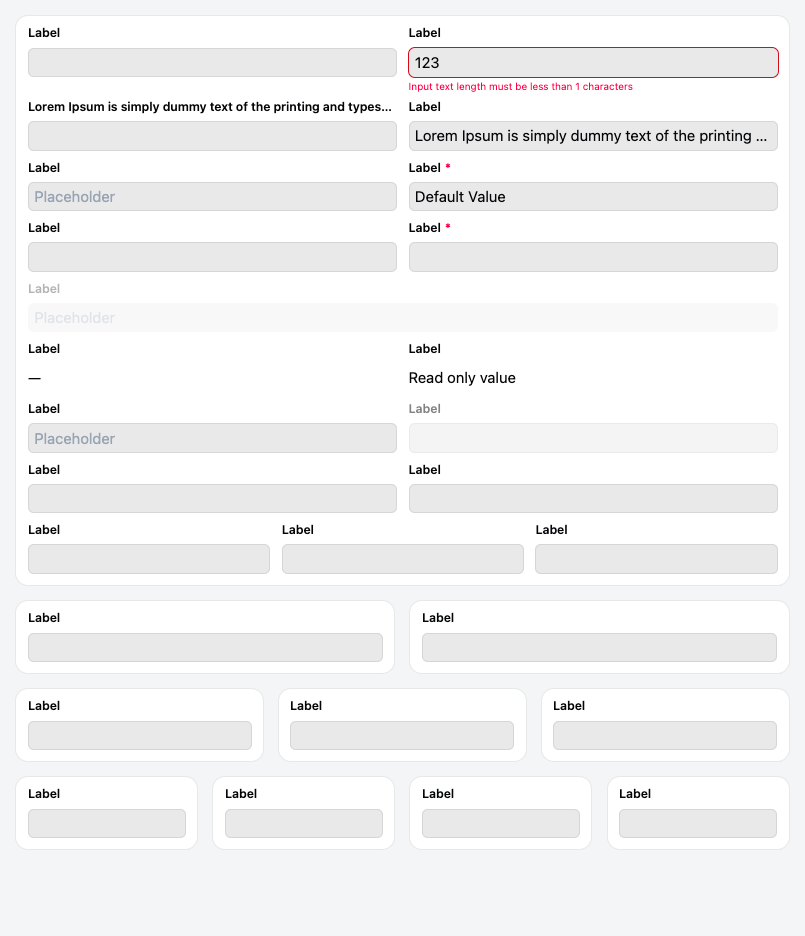 Label
Label
123
Input text length must be less than 1 characters
Lorem Ipsum is simply dummy text of the printing and types...
Label
Lorem Ipsum is simply dummy text of the printing ...
Label
Label *
Placeholder
Default Value
Label
Label *
Label
Placeholder
Label
Label
—
Read only value
Label
Label
Placeholder
Label
Label
Label
Label
Label
Label
Label
Label
Label
Label
Label
Label
Label
Label